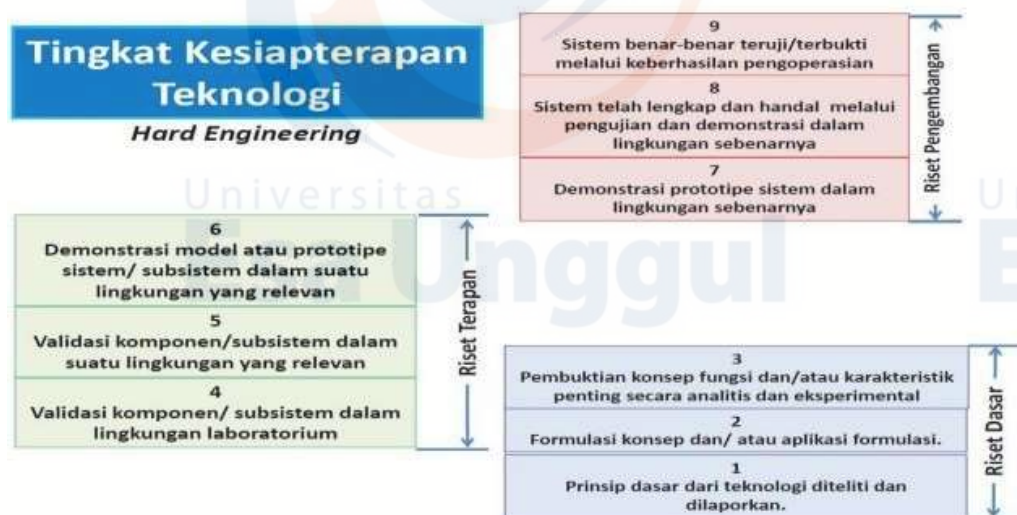 Tingkat Kesiapterapan
Teknologi
Hard Engineering
9
Sistem benar-benar teruji/terbukti
melalui keberhasilan pengoperasian
8
Sistem telah lengkap dan handal melalui
pengujian dan demonstrasi dalam
lingkungan sebenarnya
7
Demonstrasi prototipe sistem dalam
lingkungan sebenarnya
Riset Pengembangan
Universitas
Unggul
6
Demonstrasi model atau prototipe
sistem/ subsistem dalam suatu
lingkungan yang relevan
5
Validasi komponen/subsistem dalam
suatu lingkungan yang relevan
4
Validasi komponen/ subsistem dalam
lingkungan laboratorium
Riset Terapan
3
Pembuktian konsep fungsi dan/atau karakteristik
penting secara analitis dan eksperimental
2
Formulasi konsep dan/ atau aplikasi formulasi.
1
Prinsip dasar dari teknologi diteliti dan
dilaporkan.
Riset Dasar